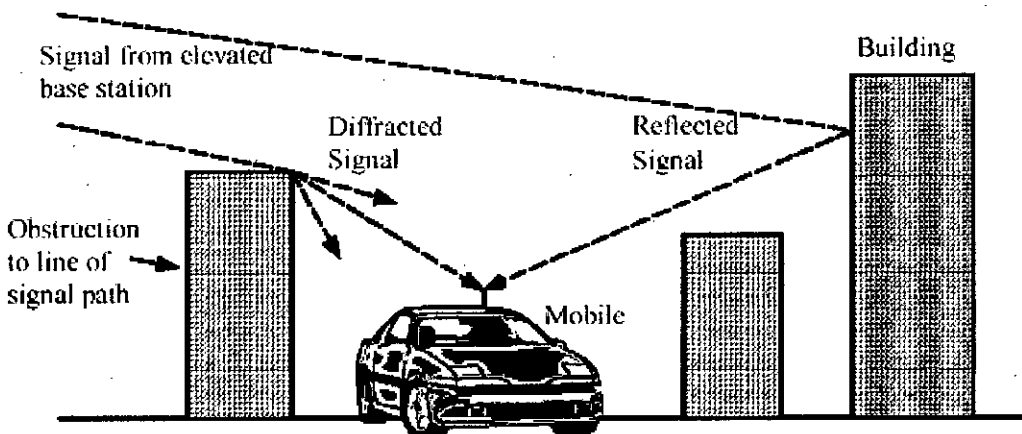 Signal from elevated
base station
Building
Diffracted
Signal
Reflected
Signal
Obstruction
to line of
signal path
Mobile